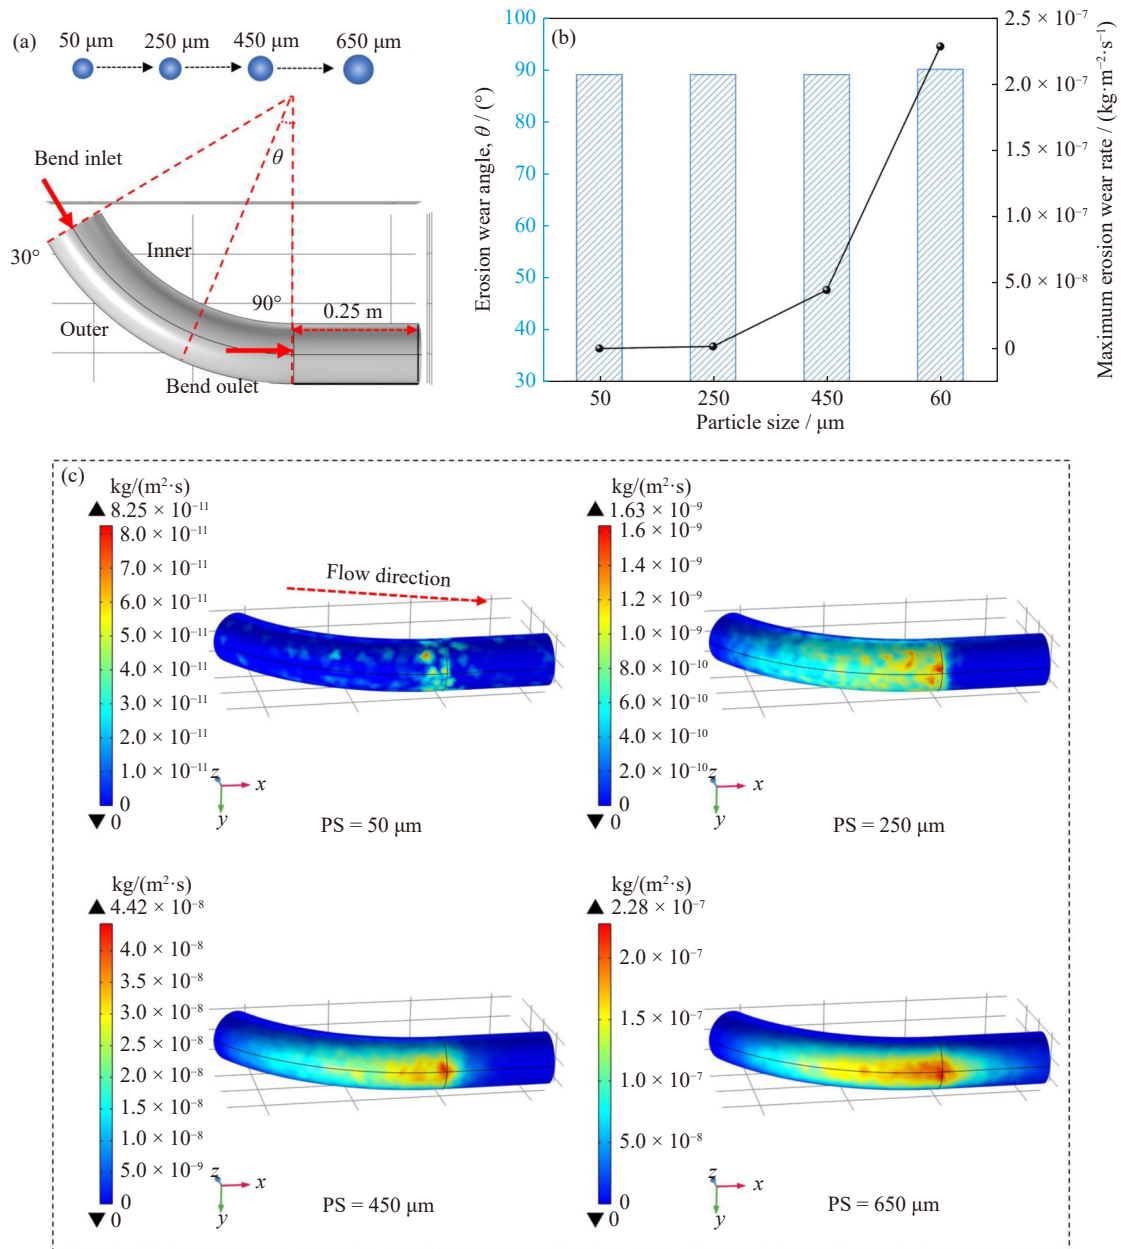 (a)
50 μm
250 μm
450 μm
650 μm
θ
Bend inlet
Inner
30°
Outer
90°
0.25 m
Bend oulet
(b)
Erosion wear angle, θ / (°)
100
90
80
70
60
50
40
30
2.5 × 10⁻⁷
2.0 × 10⁻⁷
1.5 × 10⁻⁷
1.0 × 10⁻⁷
5.0 × 10⁻⁸
0
Maximum erosion wear rate / (kg·m⁻²·s⁻¹)
50
250
450
60
Particle size / μm
(c)
kg/(m²·s)
8.25 × 10⁻¹¹
8.0 × 10⁻¹¹
7.0 × 10⁻¹¹
6.0 × 10⁻¹¹
5.0 × 10⁻¹¹
4.0 × 10⁻¹¹
3.0 × 10⁻¹¹
2.0 × 10⁻¹¹
1.0 × 10⁻¹¹
0
0
Flow direction
z
x
y
PS = 50 μm
kg/(m²·s)
1.63 × 10⁻⁹
1.6 × 10⁻⁹
1.4 × 10⁻⁹
1.2 × 10⁻⁹
1.0 × 10⁻⁹
8.0 × 10⁻¹⁰
6.0 × 10⁻¹⁰
4.0 × 10⁻¹⁰
2.0 × 10⁻¹⁰
0
0
z
x
y
PS = 250 μm
kg/(m²·s)
4.42 × 10⁻⁸
4.0 × 10⁻⁸
3.5 × 10⁻⁸
3.0 × 10⁻⁸
2.0 × 10⁻⁸
2.0 × 10⁻⁸
1.5 × 10⁻⁸
1.0 × 10⁻⁸
5.0 × 10⁻⁹
0
0
z
x
y
PS = 450 μm
kg/(m²·s)
2.28 × 10⁻⁷
2.0 × 10⁻⁷
1.5 × 10⁻⁷
1.0 × 10⁻⁷
5.0 × 10⁻⁸
0
0
z
x
y
PS = 650 μm